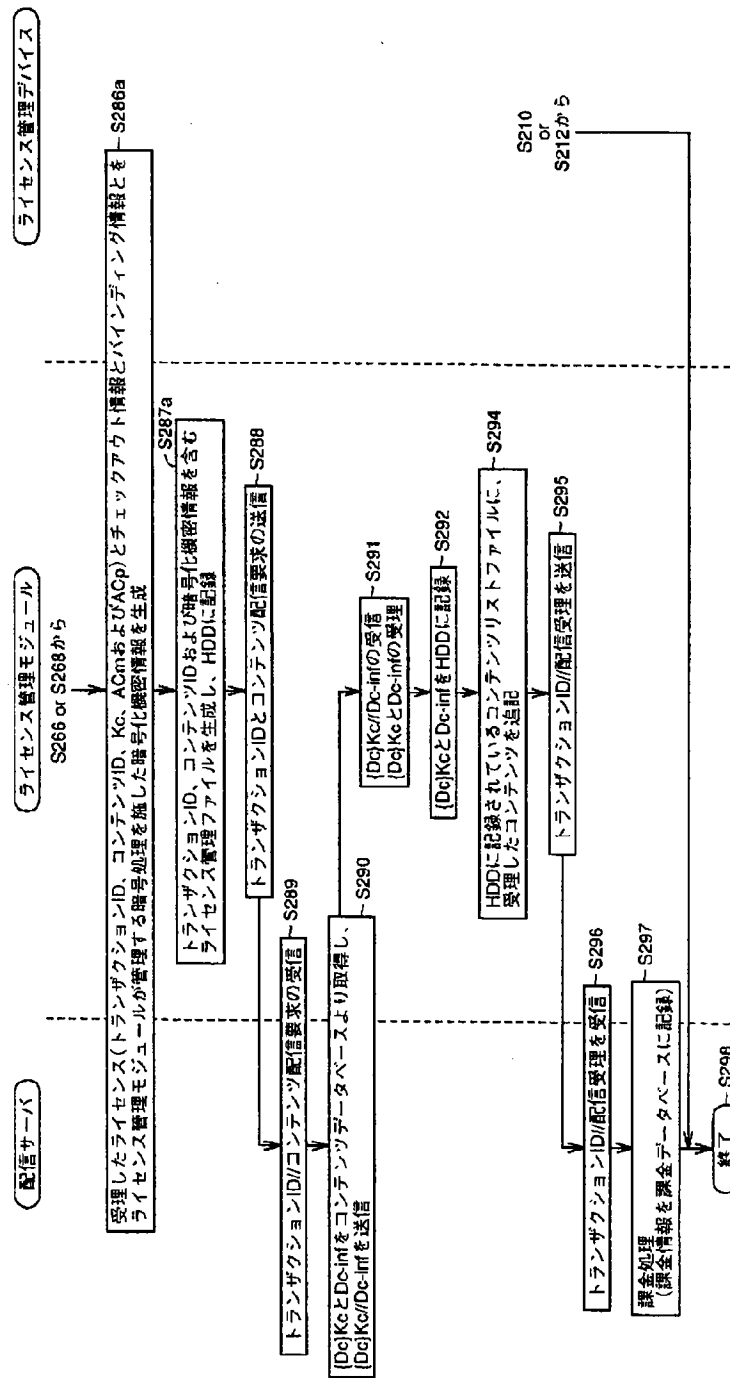 配信サーバ
ライセンス管理モジュール
ライセンス管理デバイス
S266 or S268から
受理したライセンス(トランザクションID、コンテンツID、Kc、ACmおよびACp)とチェックアウト情報とバインディング情報とを
ライセンス管理モジュールが管理する暗号処理を施した暗号化機密情報を生成
S286a
トランザクションID、コンテンツIDおよび暗号化機密情報を含む
ライセンス管理ファイルを生成し、HDDに記録
S287a
トランザクションIDとコンテンツ配信要求の送信
S288
トランザクションID//コンテンツ配信要求の受信
S289
{Dc}KcとDc-infをコンテンツデータベースより取得し、
{Dc}Kc//Dc-infを送信
S290
{Dc}Kc//Dc-infの受信
{Dc}KcとDc-infの受理
S291
{Dc}KcとDc-infをHDDに記録
S292
HDDに記録されているコンテンツリストファイルに、
受理したコンテンツを追記
S294
トランザクションID//配信受理を送信
S295
トランザクションID//配信受理を受信
S296
課金処理
(課金情報を課金データベースに記録)
S297
S210
or
S212から
終了
S298